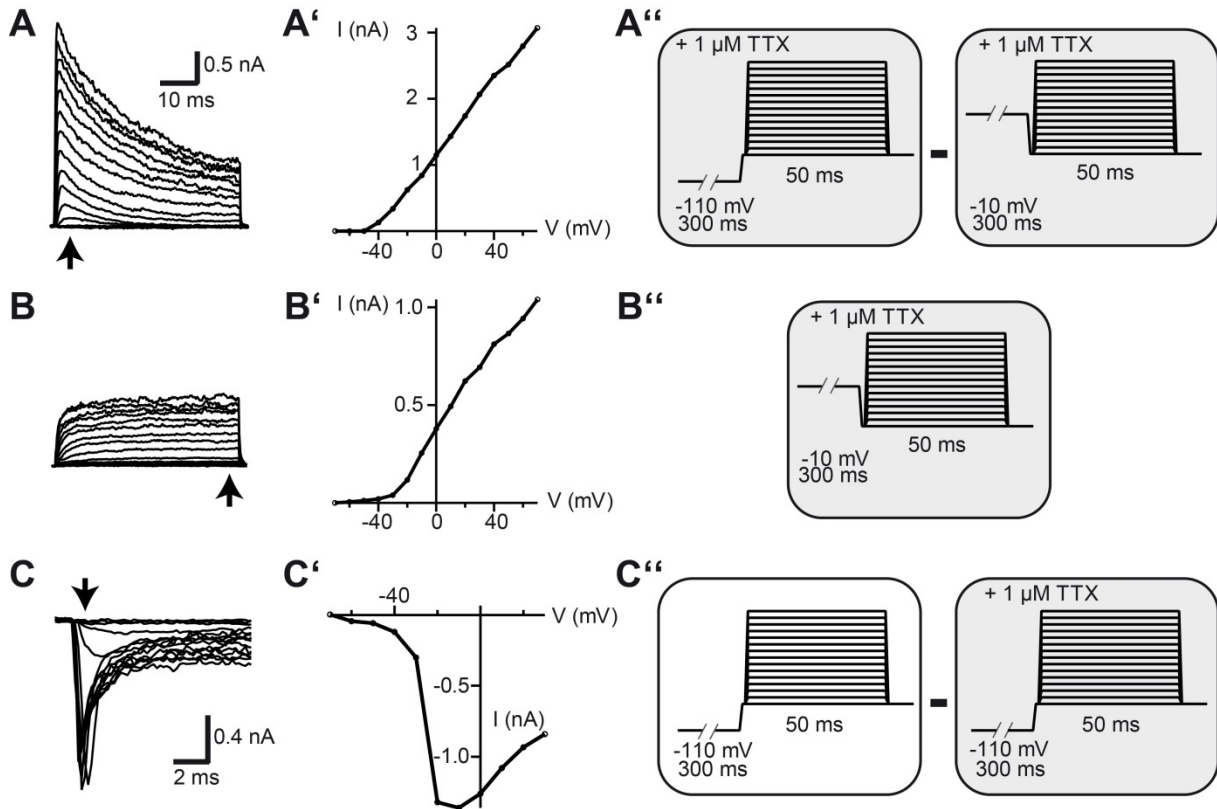 A
0.5 nA
10 ms
A‘
I (nA)
3
2
1
V (mV)
-40
0
40
A“
+ 1 µM TTX
50 ms
-110 mV
300 ms
-
+ 1 µM TTX
50 ms
-10 mV
300 ms
B
B‘
I (nA)
1.0
0.5
V (mV)
-40
0
40
B“
+ 1 µM TTX
50 ms
-10 mV
300 ms
C
0.4 nA
2 ms
C‘
-40
V (mV)
-0.5
I (nA)
-1.0
C“
50 ms
-110 mV
300 ms
-
+ 1 µM TTX
50 ms
-110 mV
300 ms